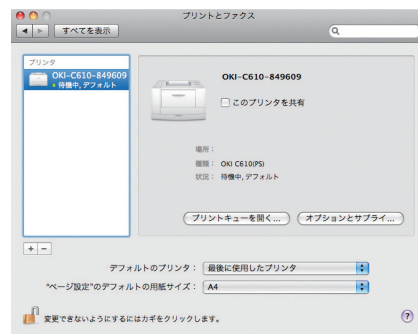 プリントとファクス
すべてを表示
プリンタ
OKI-C610-849609
待機中, デフォルト
OKI-C610-849609
このプリンタを共有
場所：
種類： OKI C610(PS)
状況： 待機中, デフォルト
プリントキューを開く...
オプションとサプライ...
+ −
デフォルトのプリンタ： 最後に使用したプリンタ
"ページ設定"のデフォルトの用紙サイズ： A4
変更できないようにするにはカギをクリックします。
?